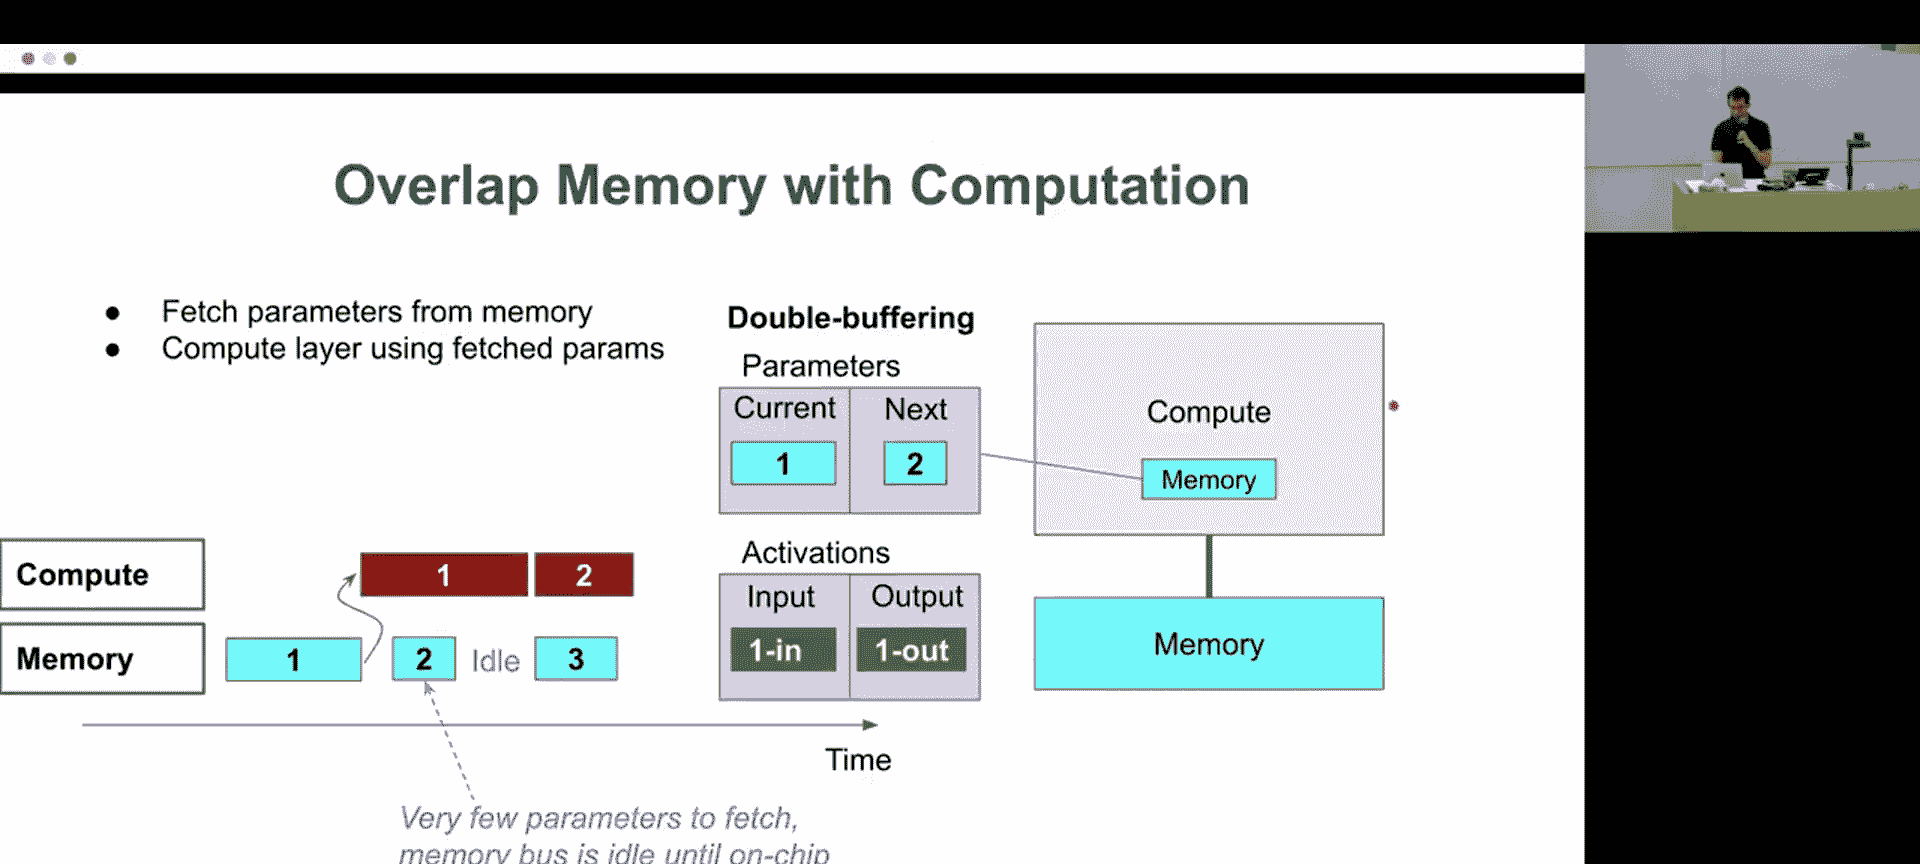 Overlap Memory with Computation
● Fetch parameters from memory
● Compute layer using fetched params
Double-buffering
Parameters
Current Next
1 2
Compute
Memory
Activations
Input Output
1-in 1-out
Memory
Compute
1 2
Memory
1 2 Idle 3
Time
Very few parameters to fetch,
memory bus is idle until on-chip